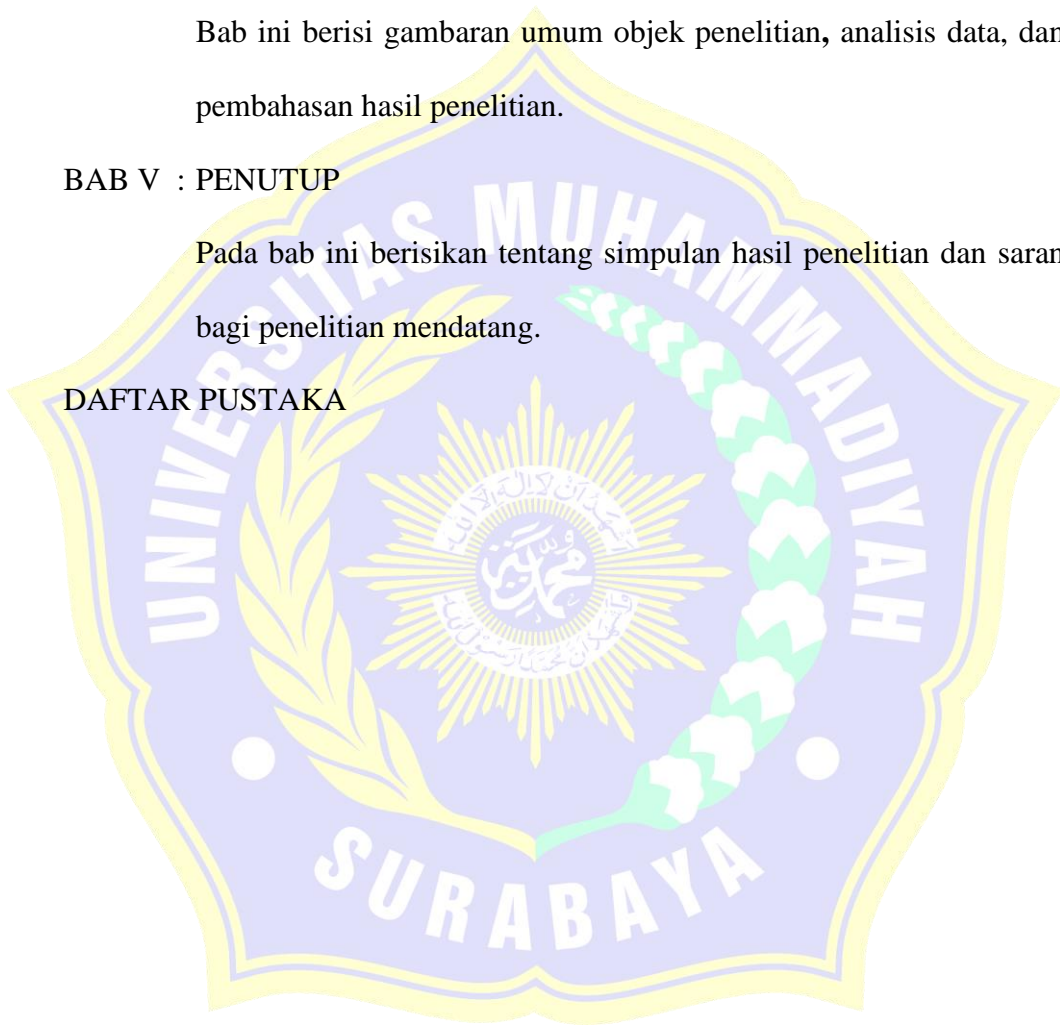 Bab ini berisi gambaran umum objek penelitian, analisis data, dan
pembahasan hasil penelitian.
BAB V : PENUTUP
Pada bab ini berisikan tentang simpulan hasil penelitian dan saran
bagi penelitian mendatang.
DAFTAR PUSTAKA
UNIVERSITAS MUHAMMADIYAH
محمد
SURABAYA